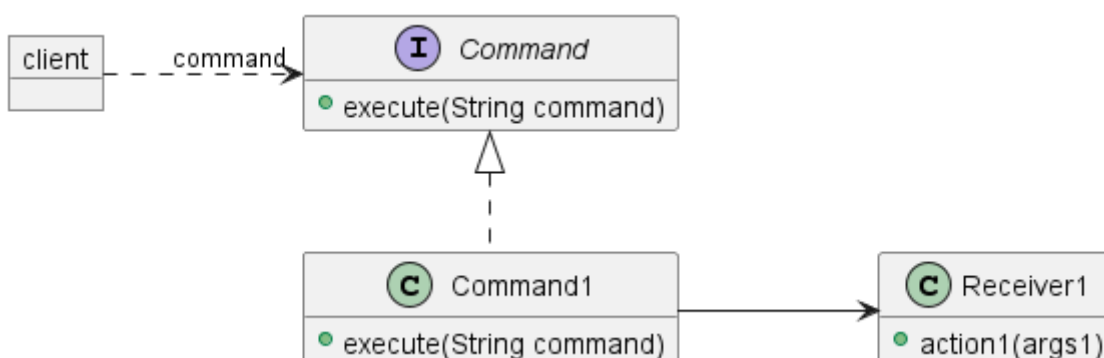 client
command
I Command
execute(String command)
C Command1
execute(String command)
C Receiver1
action1(args1)